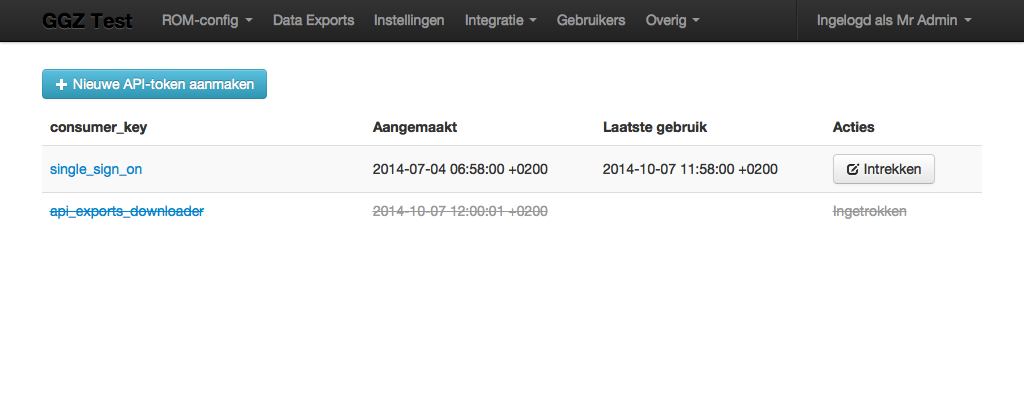 GGZ Test ROM-config Data Exports Instellingen Integratie Gebruikers Overig Ingelogd als Mr Admin
Nieuwe API-token aanmaken
consumer_key Aangemaakt Laatste gebruik Acties
single_sign_on 2014-07-04 06:58:00 +0200 2014-10-07 11:58:00 +0200 Intrekken
api_exports_downloader 2014-10-07 12:00:01 +0200 Ingetrokken